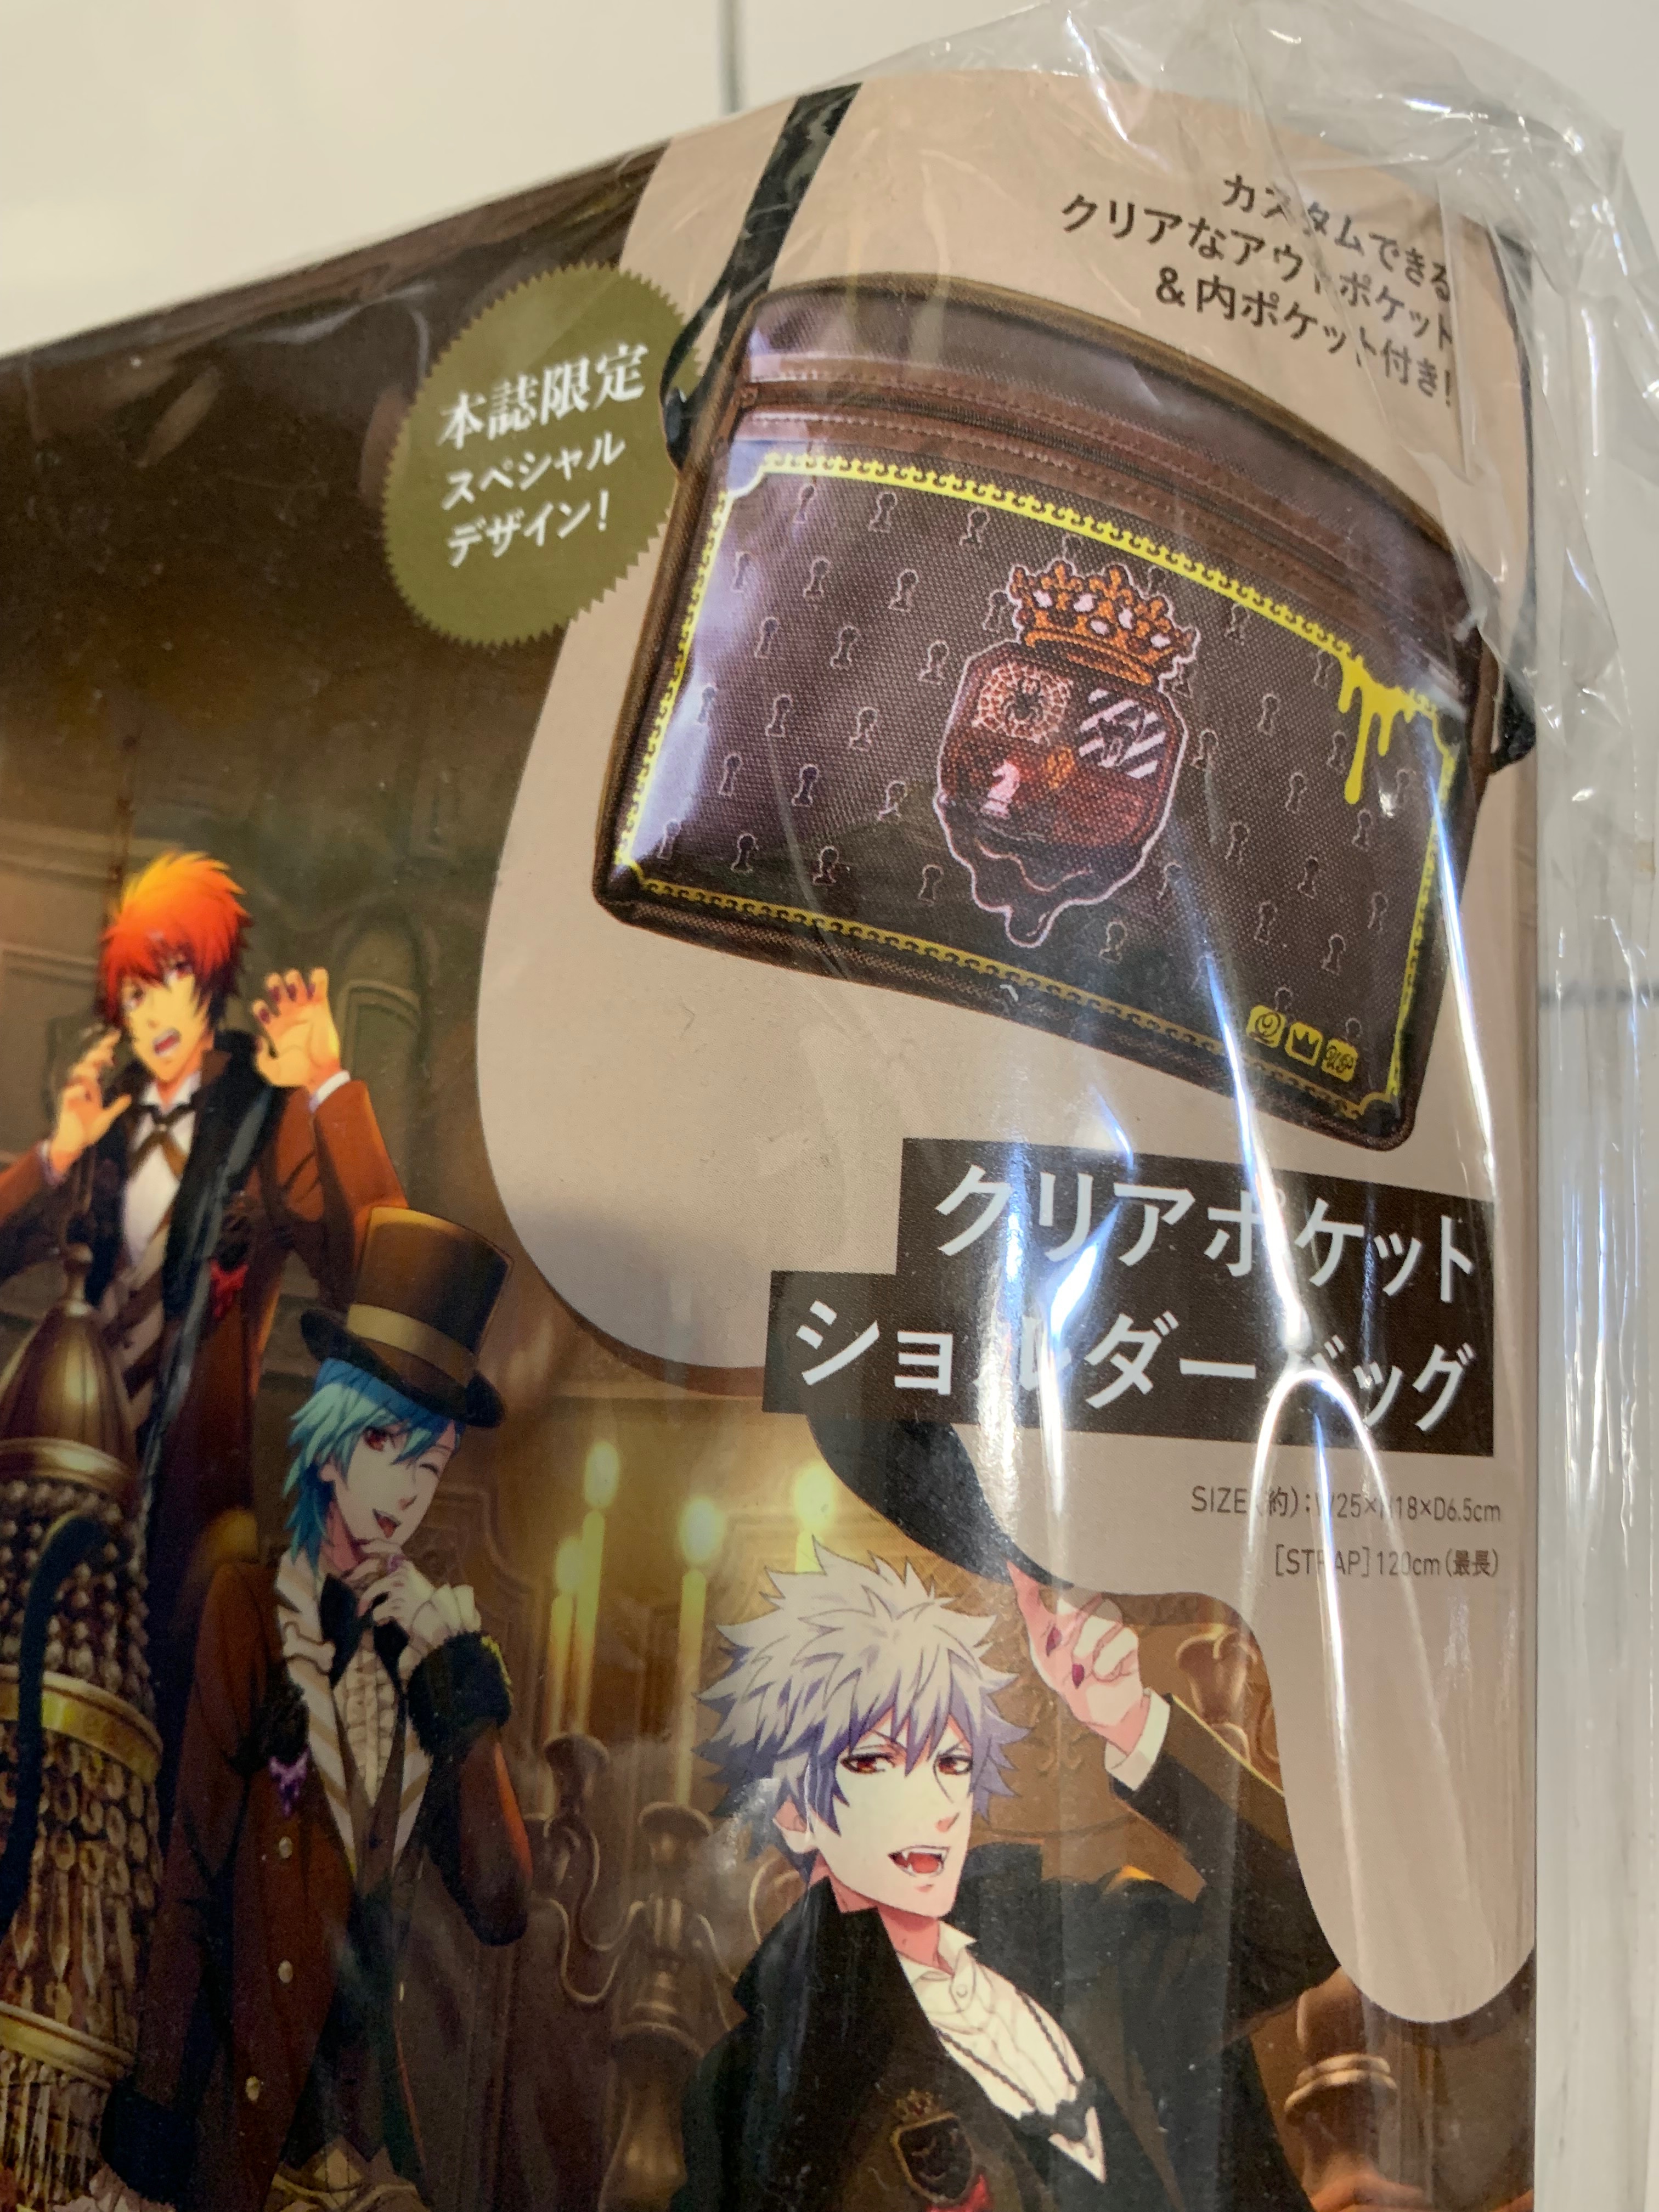 カスタムできる
クリアなアウトポケット
＆内ポケット付き!
本誌限定
スペシャル
デザイン!
クリアポケット
ショルダーバッグ
SIZE(約):W25×H18×D6.5cm
[STRAP]120cm(最長)